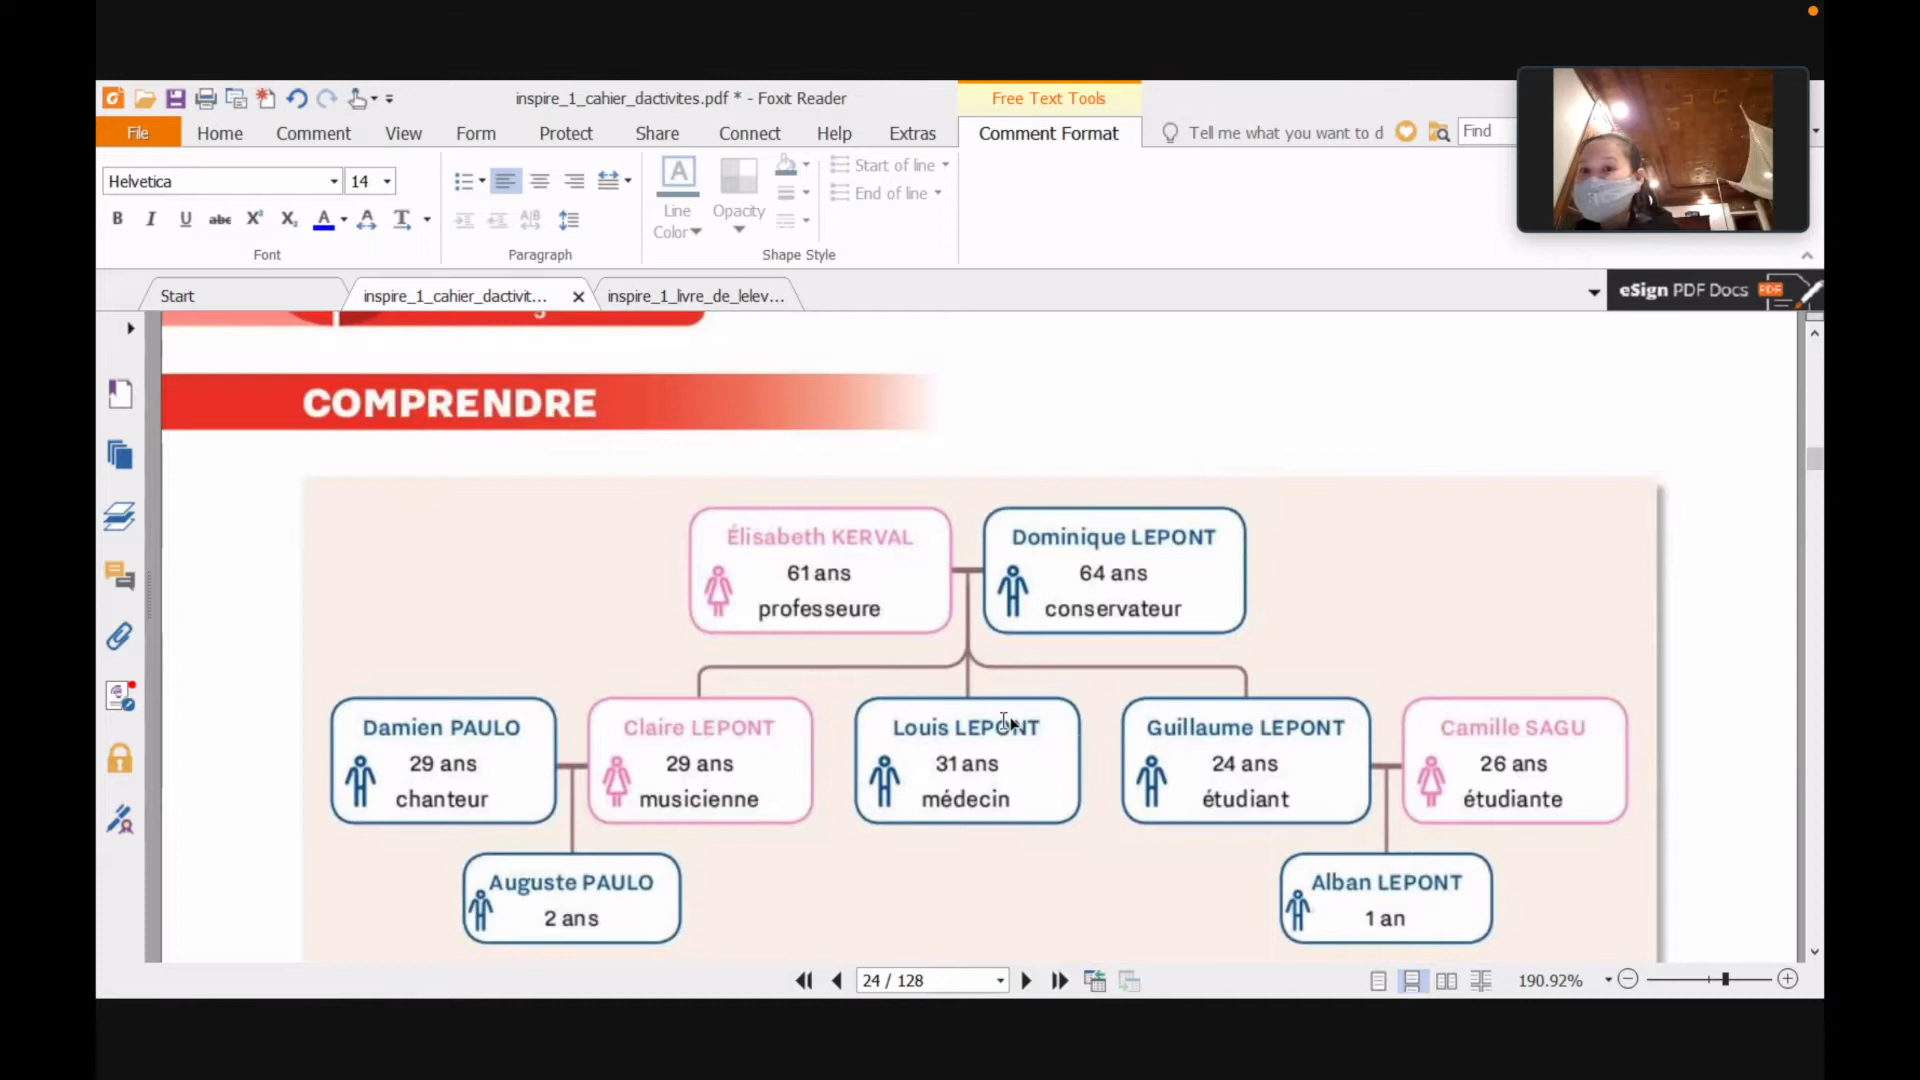 inspire_1_cahier_dactivites.pdf * - Foxit Reader
Free Text Tools
File Home Comment View Form Protect Share Connect Help Extras Comment Format Tell me what you want to d Find
Helvetica 14
Start of line
End of line
Line Color
Opacity
B I U abc X² X₂ A A T
Font Paragraph Shape Style
Start inspire_1_cahier_dactivit... inspire_1_livre_de_lelev...
eSign PDF Docs PDF
COMPRENDRE
Élisabeth KERVAL
61 ans
professeure
Dominique LEPONT
64 ans
conservateur
Damien PAULO
29 ans
chanteur
Claire LEPONT
29 ans
musicienne
Louis LEPONT
31 ans
médecin
Guillaume LEPONT
24 ans
étudiant
Camille SAGU
26 ans
étudiante
Auguste PAULO
2 ans
Alban LEPONT
1 an
24 / 128
190.92%